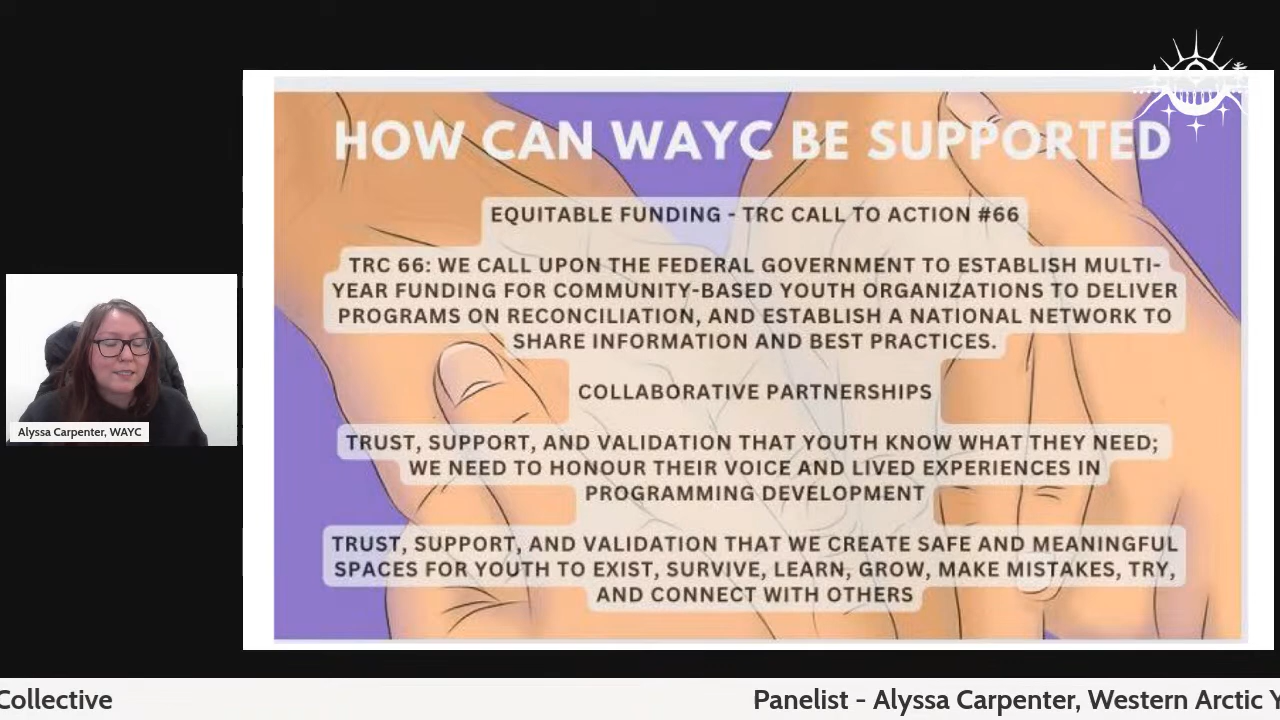 HOW CAN WAYC BE SUPPORTED
EQUITABLE FUNDING - TRC CALL TO ACTION #66
TRC 66: WE CALL UPON THE FEDERAL GOVERNMENT TO ESTABLISH MULTI-
YEAR FUNDING FOR COMMUNITY-BASED YOUTH ORGANIZATIONS TO DELIVER
PROGRAMS ON RECONCILIATION, AND ESTABLISH A NATIONAL NETWORK TO
SHARE INFORMATION AND BEST PRACTICES.
COLLABORATIVE PARTNERSHIPS
TRUST, SUPPORT, AND VALIDATION THAT YOUTH KNOW WHAT THEY NEED;
WE NEED TO HONOUR THEIR VOICE AND LIVED EXPERIENCES IN
PROGRAMMING DEVELOPMENT
TRUST, SUPPORT, AND VALIDATION THAT WE CREATE SAFE AND MEANINGFUL
SPACES FOR YOUTH TO EXIST, SURVIVE, LEARN, GROW, MAKE MISTAKES, TRY,
AND CONNECT WITH OTHERS
Alyssa Carpenter, WAYC
Collective
Panelist - Alyssa Carpenter, Western Arctic Y